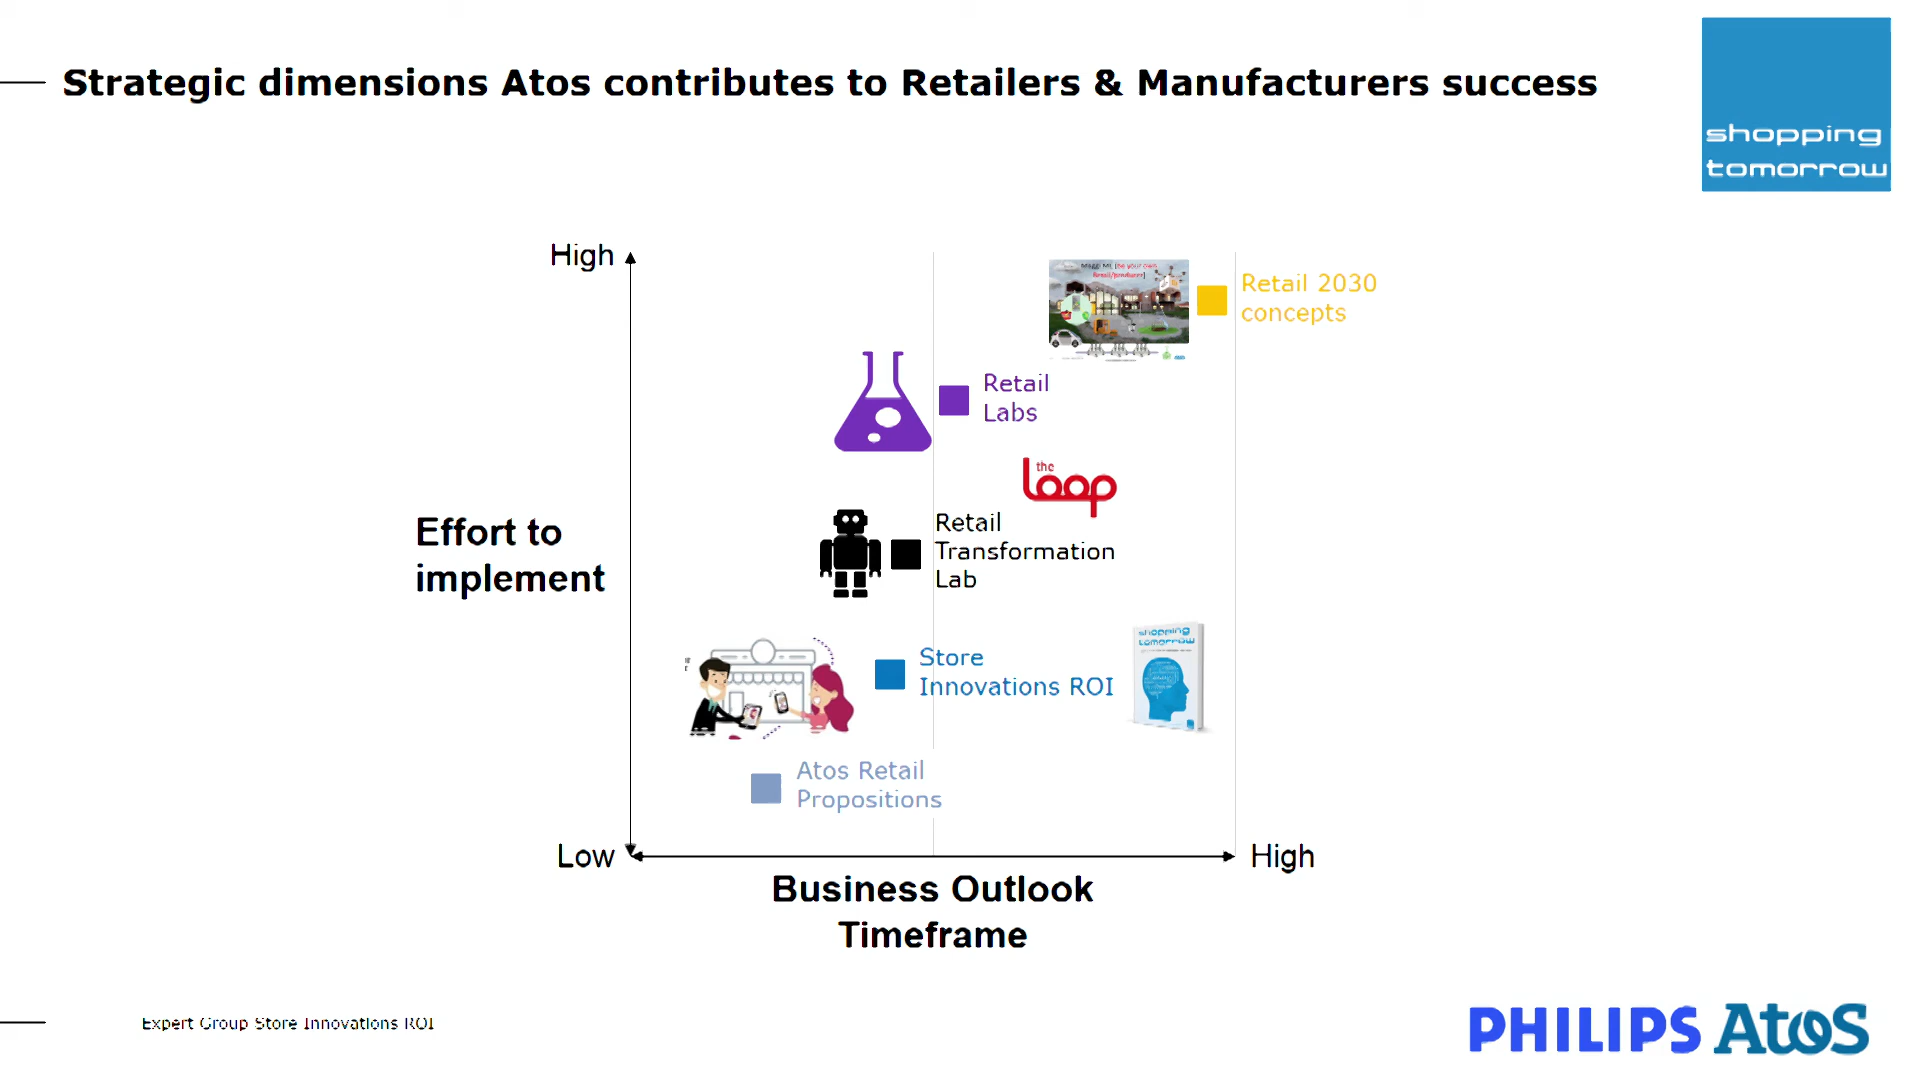 Strategic dimensions Atos contributes to Retailers & Manufacturers success
shopping
tomorrow
High
Retail 2030
concepts
Retail
Labs
the
loop
Effort to
implement
Retail
Transformation
Lab
shopping
tomorrow
Store
Innovations ROI
Atos Retail
Propositions
Low
High
Business Outlook
Timeframe
Expert Group Store Innovations ROI
PHILIPS Atos